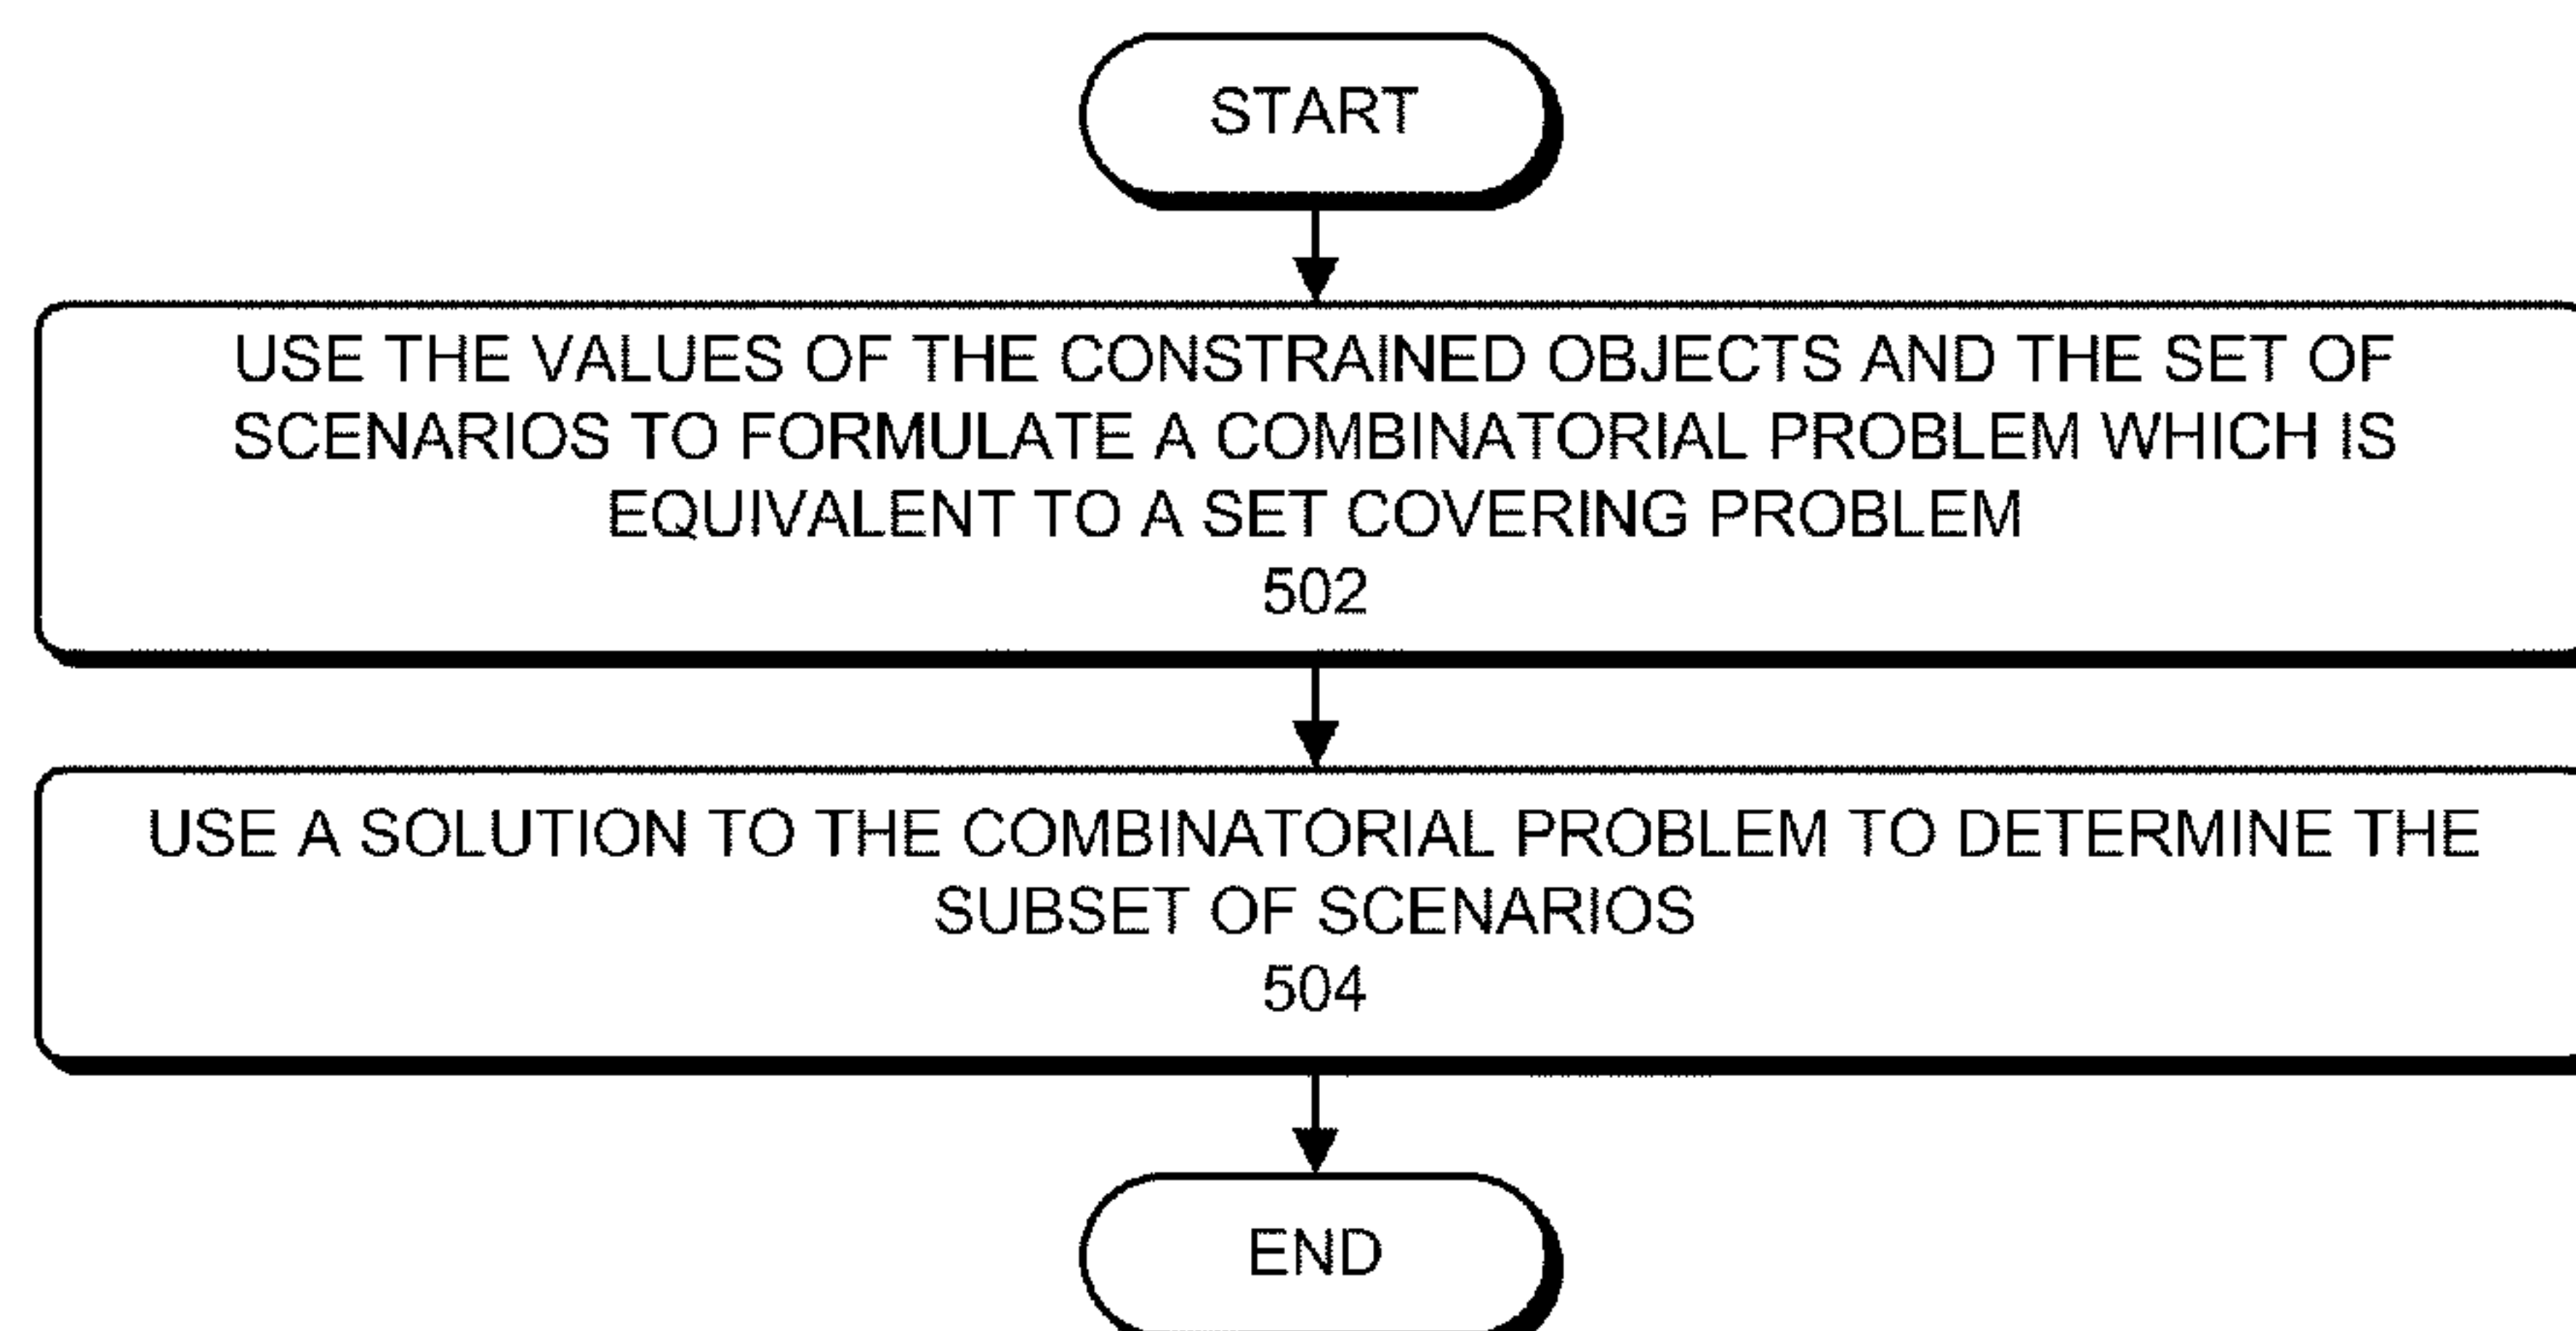 START
USE THE VALUES OF THE CONSTRAINED OBJECTS AND THE SET OF
SCENARIOS TO FORMULATE A COMBINATORIAL PROBLEM WHICH IS
EQUIVALENT TO A SET COVERING PROBLEM
502
USE A SOLUTION TO THE COMBINATORIAL PROBLEM TO DETERMINE THE
SUBSET OF SCENARIOS
504
END